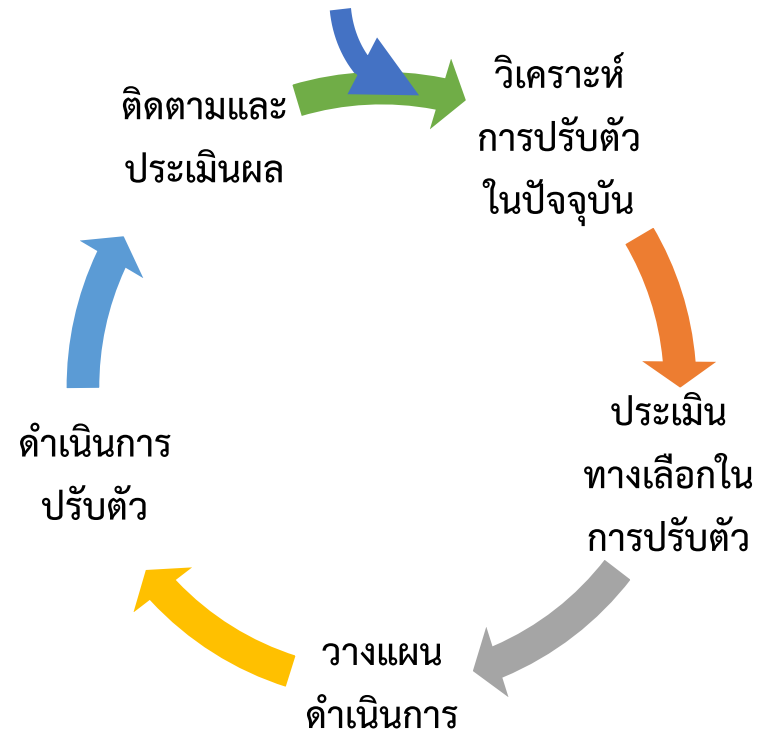 วิเคราะห์
การปรับตัว
ในปัจจุบัน
ประเมิน
ทางเลือกใน
การปรับตัว
วางแผน
ดำเนินการ
ดำเนินการ
ปรับตัว
ติดตามและ
ประเมินผล